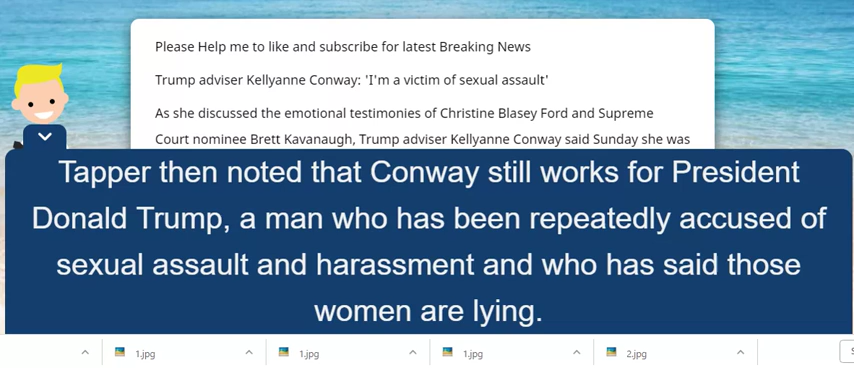 Please Help me to like and subscribe for latest Breaking News
Trump adviser Kellyanne Conway: 'I'm a victim of sexual assault'
As she discussed the emotional testimonies of Christine Blasey Ford and Supreme
Court nominee Brett Kavanaugh, Trump adviser Kellyanne Conway said Sunday she was
Tapper then noted that Conway still works for President
Donald Trump, a man who has been repeatedly accused of
sexual assault and harassment and who has said those
women are lying.
1.jpg 1.jpg 1.jpg 2.jpg